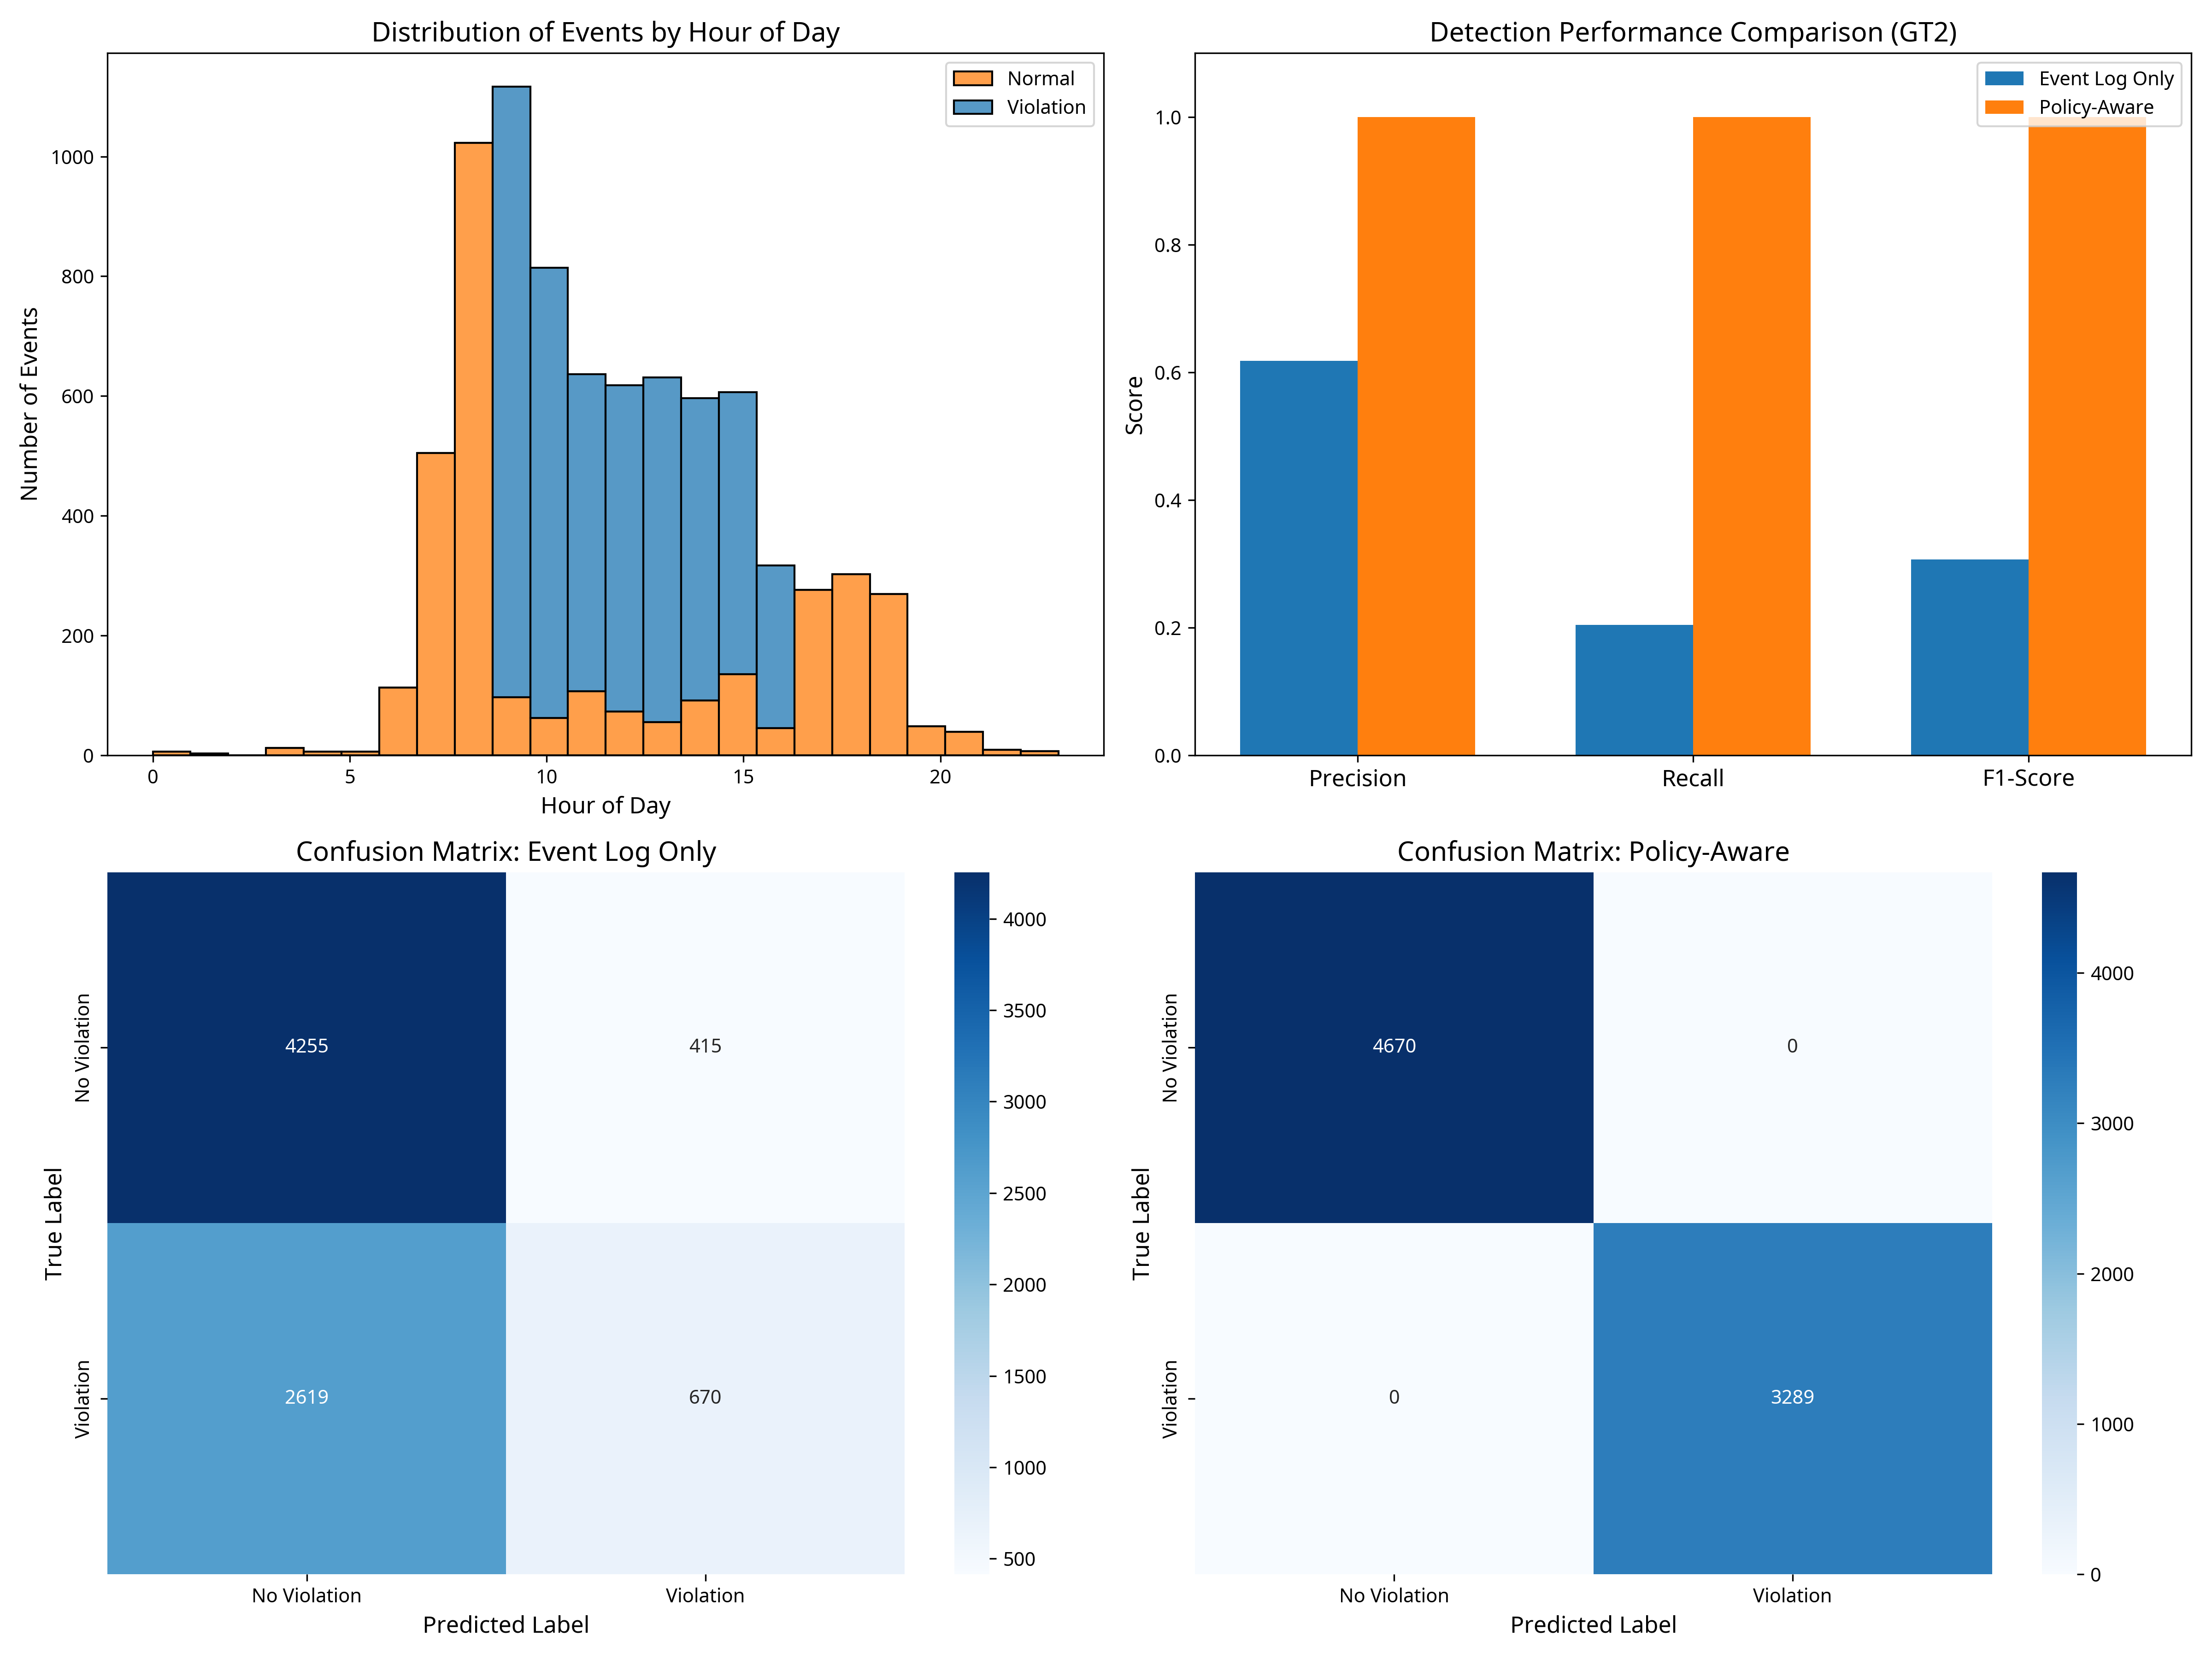 Distribution of Events by Hour of Day
Normal
Violation
Number of Events
1000
800
600
400
200
0
0 5 10 15 20
Hour of Day
Detection Performance Comparison (GT2)
Event Log Only
Policy-Aware
Score
1.0
0.8
0.6
0.4
0.2
0.0
Precision Recall F1-Score
Confusion Matrix: Event Log Only
True Label
No Violation
Violation
4255 415
2619 670
No Violation Violation
Predicted Label
4000
3500
3000
2500
2000
1500
1000
500
Confusion Matrix: Policy-Aware
True Label
No Violation
Violation
4670 0
0 3289
No Violation Violation
Predicted Label
4000
3000
2000
1000
0